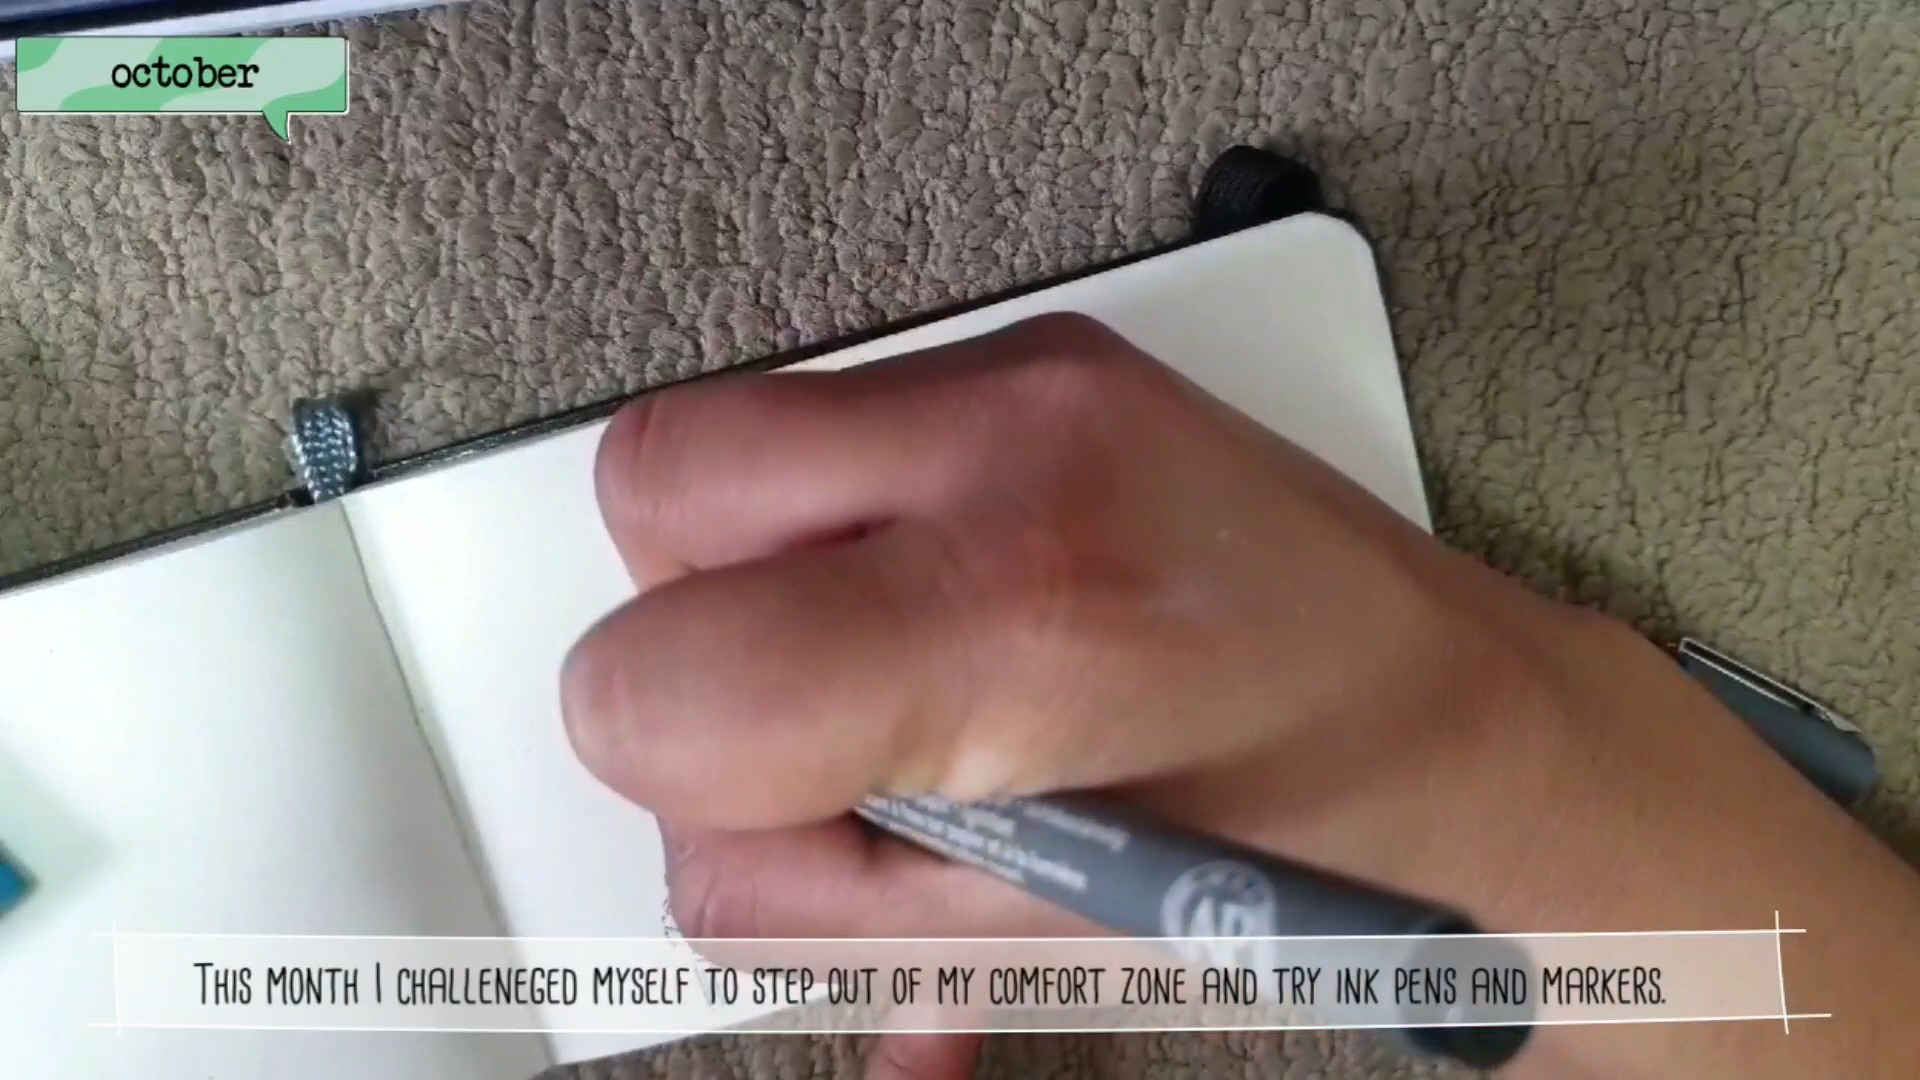 october
THIS MONTH I CHALLENEGED MYSELF TO STEP OUT OF MY COMFORT ZONE AND TRY INK PENS AND MARKERS.